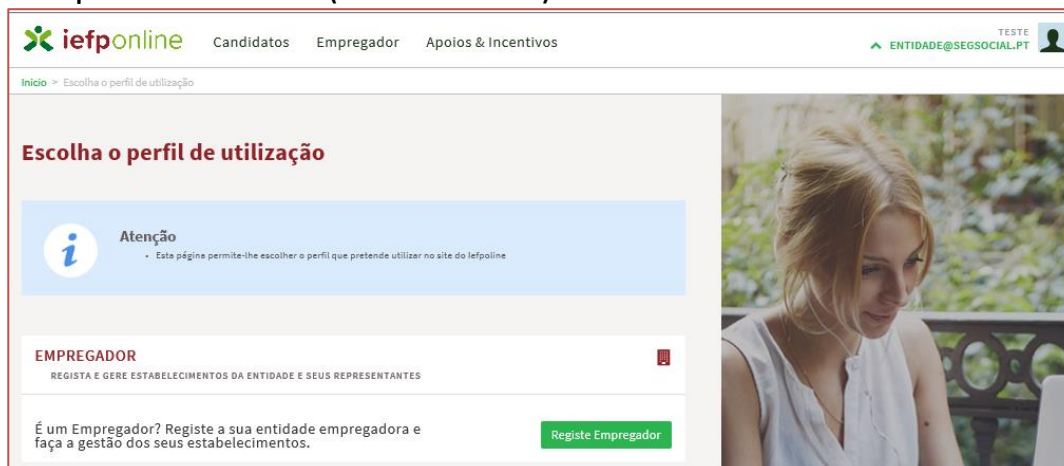 iefponline Candidatos Empregador Apoios & Incentivos
TESTE
ENTIDADE@SEGSOCIAL.PT
Início > Escolha o perfil de utilização
Escolha o perfil de utilização
Atenção
• Esta página permite-lhe escolher o perfil que pretende utilizar no site do Iefpoline
EMPREGADOR
REGISTA E GERE ESTABELECIMENTOS DA ENTIDADE E SEUS REPRESENTANTES
É um Empregador? Registe a sua entidade empregadora e
faça a gestão dos seus estabelecimentos.
Registe Empregador